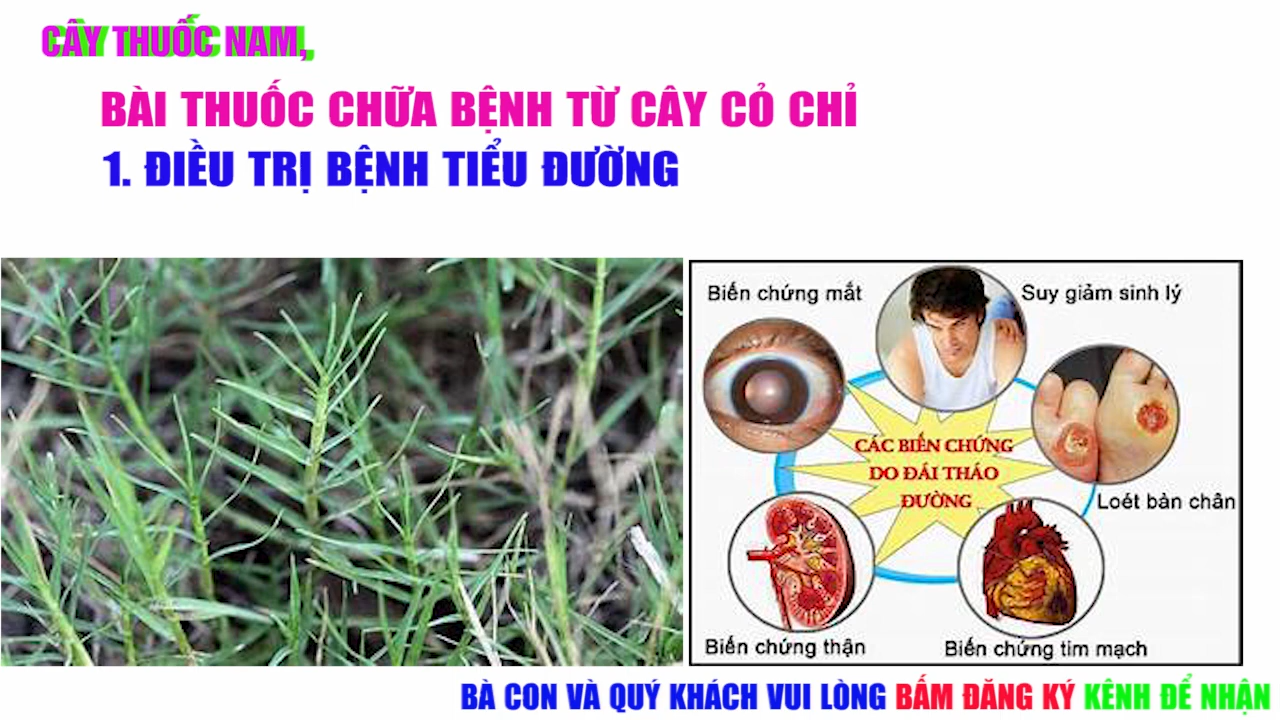 CÂY THUỐC NAM,
BÀI THUỐC CHỮA BỆNH TỪ CÂY CỎ CHỈ
1. ĐIỀU TRỊ BỆNH TIỂU ĐƯỜNG
Biến chứng mắt
Suy giảm sinh lý
CÁC BIẾN CHỨNG
DO ĐÁI THÁO
ĐƯỜNG
Loét bàn chân
Biến chứng thận
Biến chứng tim mạch
BÀ CON VÀ QUÝ KHÁCH VUI LÒNG BẤM ĐĂNG KÝ KÊNH ĐỂ NHẬN